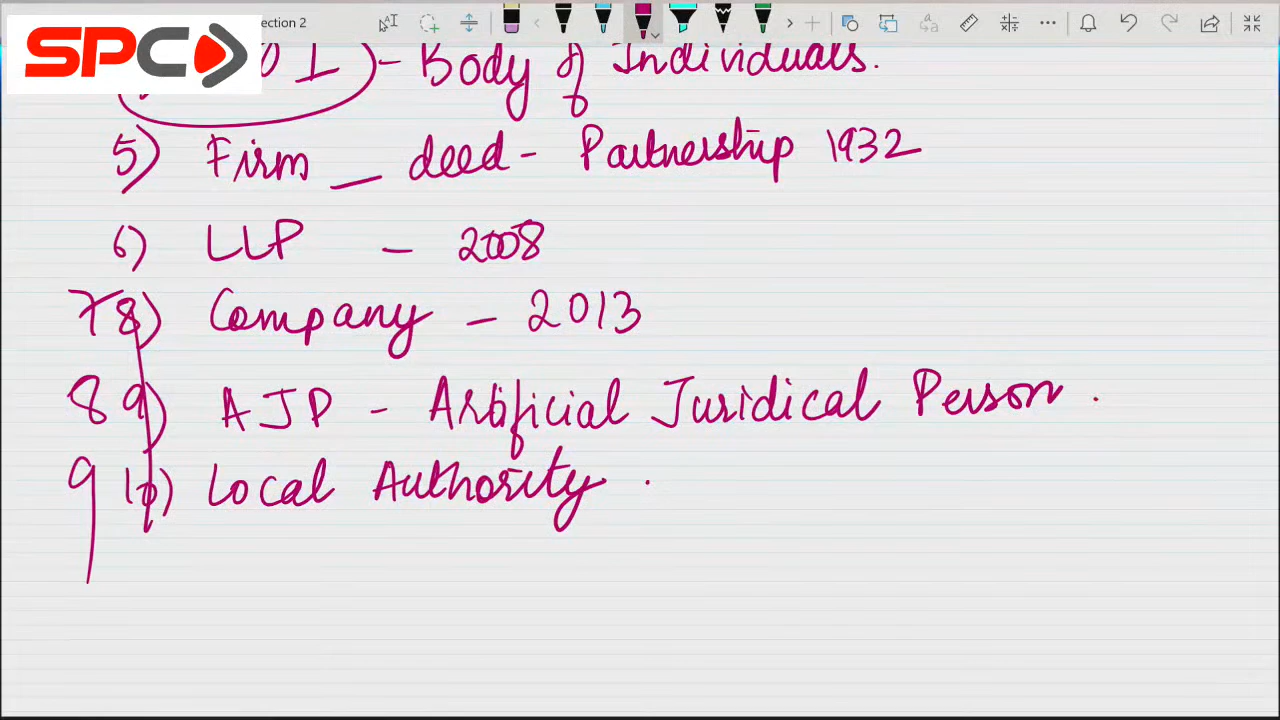 ection 2
SPC
O I - Body of Individuals.
5) Firm _ deed - Partnership 1932
6) LLP - 2008
7 8) Company - 2013
8 9) AJP - Artificial Juridical Person.
9 10) Local Authority.